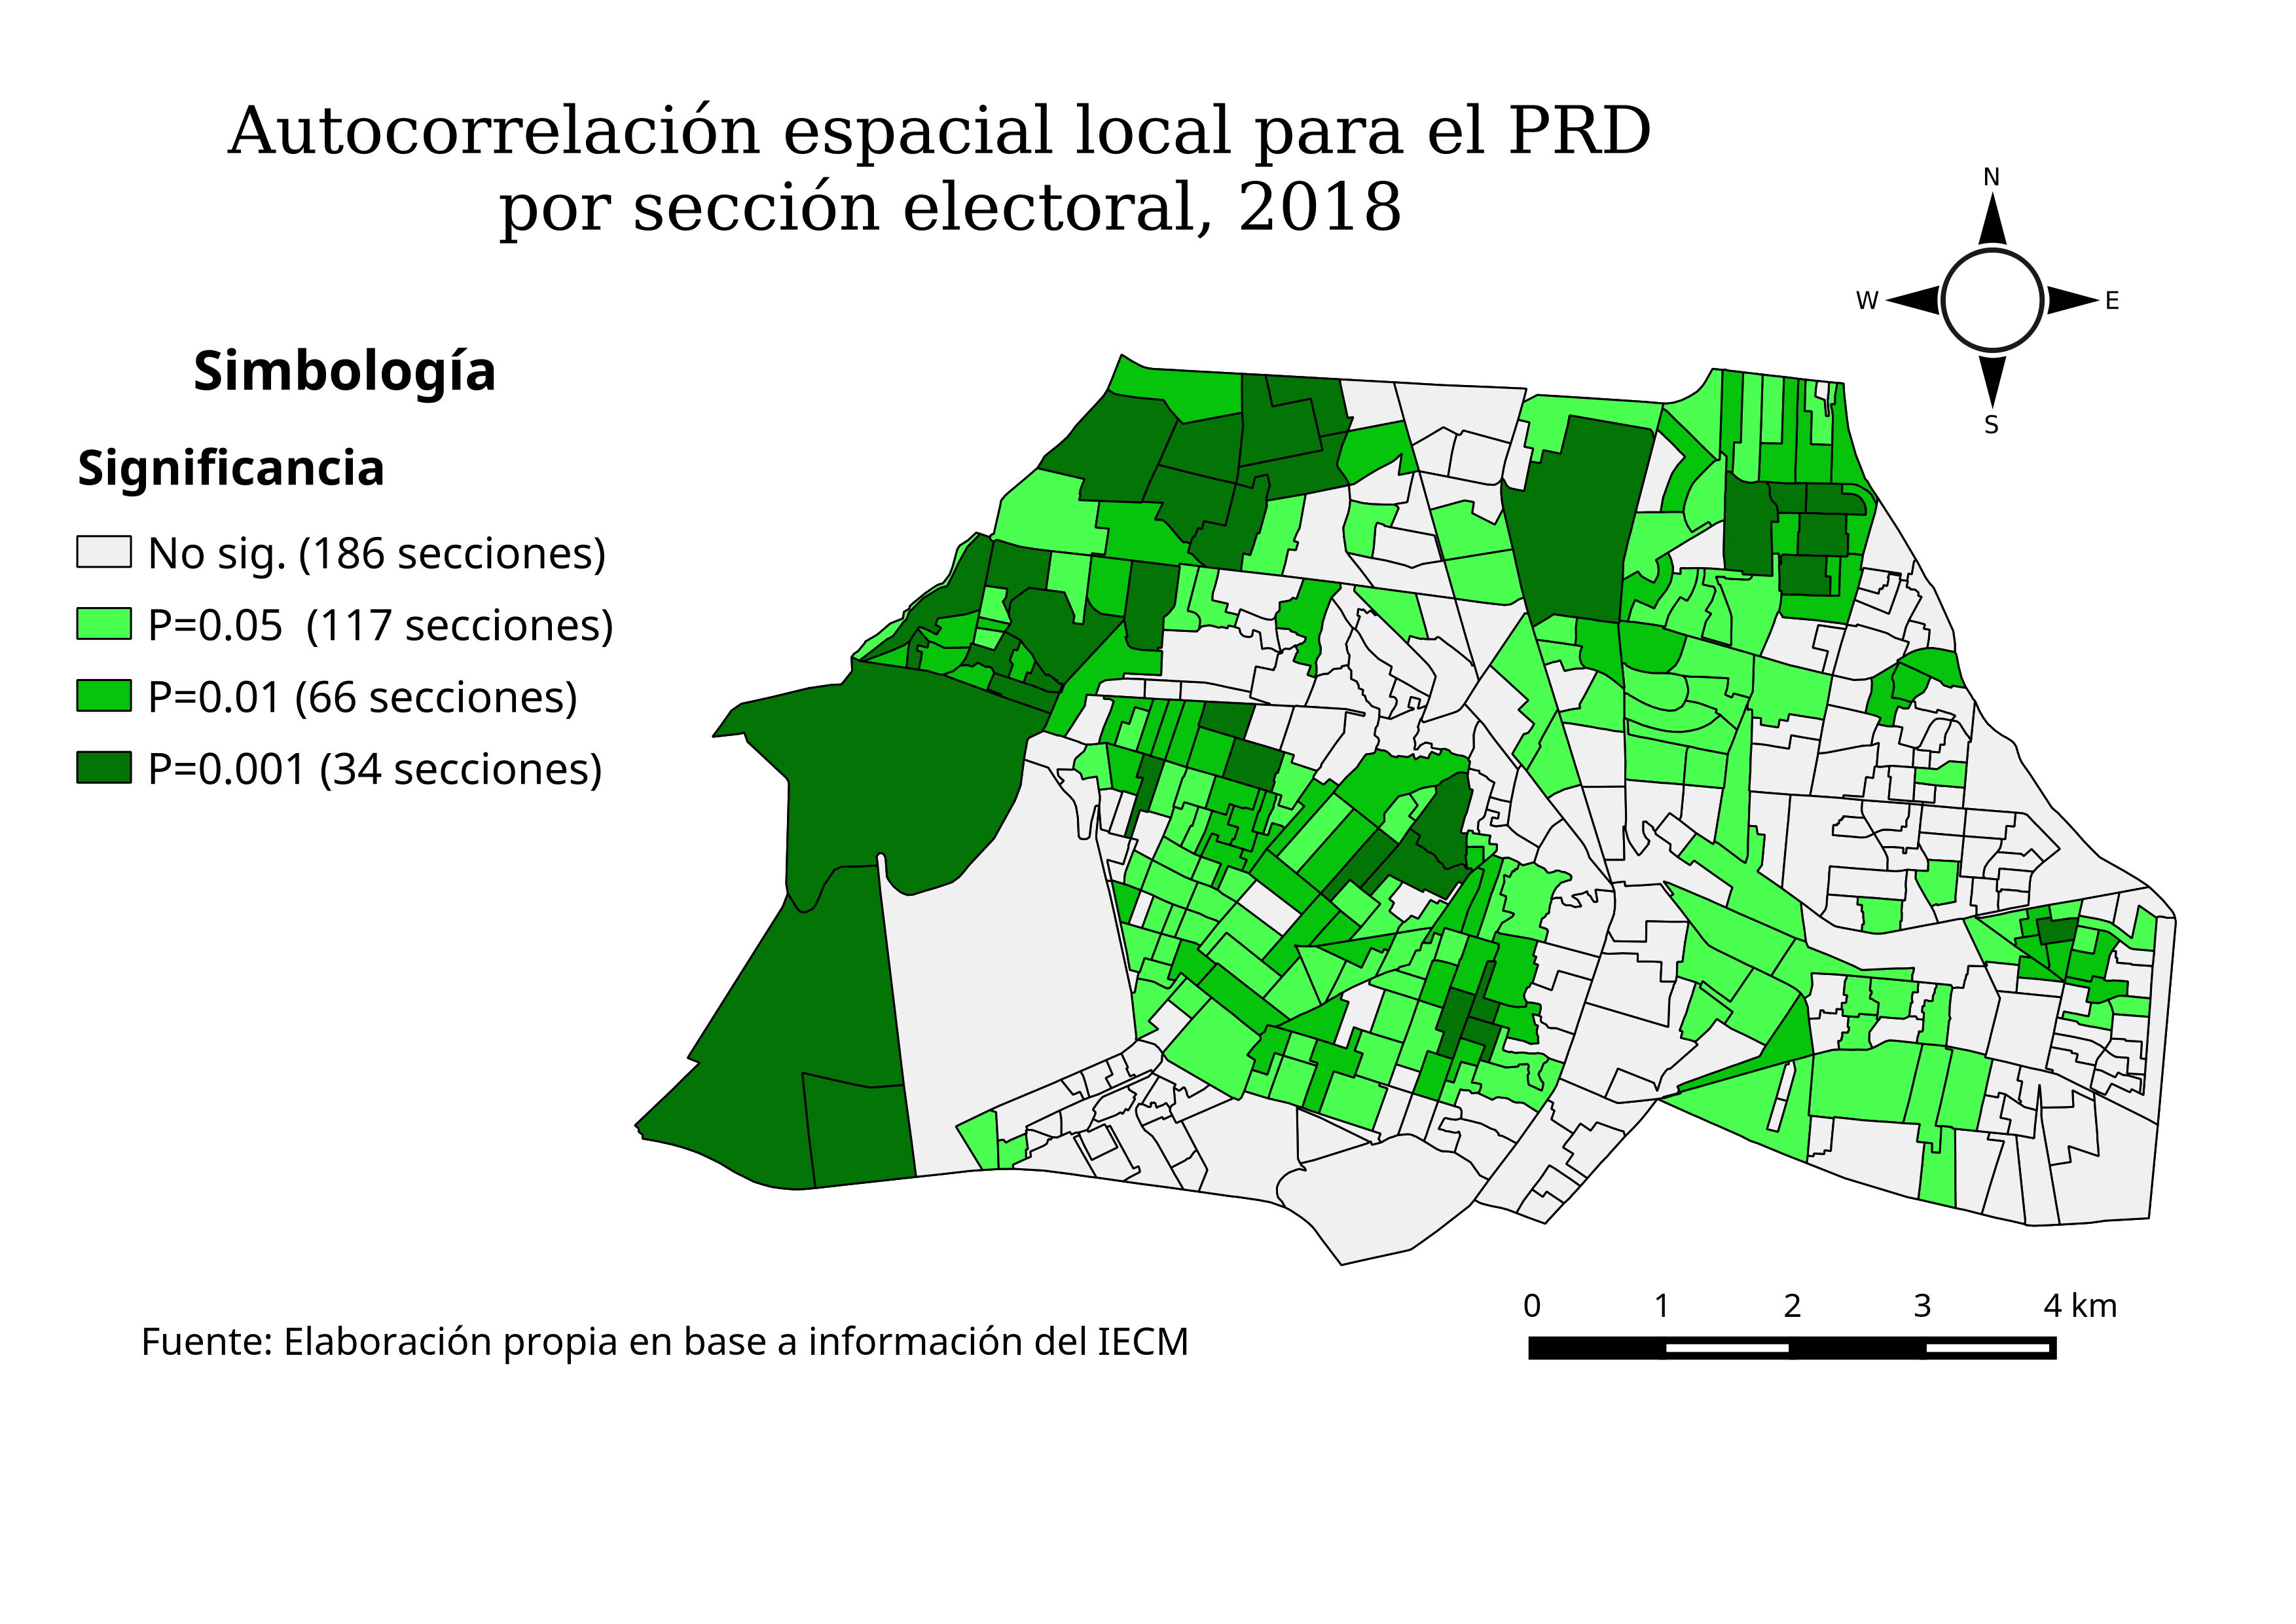 Autocorrelación espacial local para el PRD
por sección electoral, 2018
N
W
E
S
Simbología
Significancia
No sig. (186 secciones)
P=0.05  (117 secciones)
P=0.01 (66 secciones)
P=0.001 (34 secciones)
0 1 2 3 4 km
Fuente: Elaboración propia en base a información del IECM